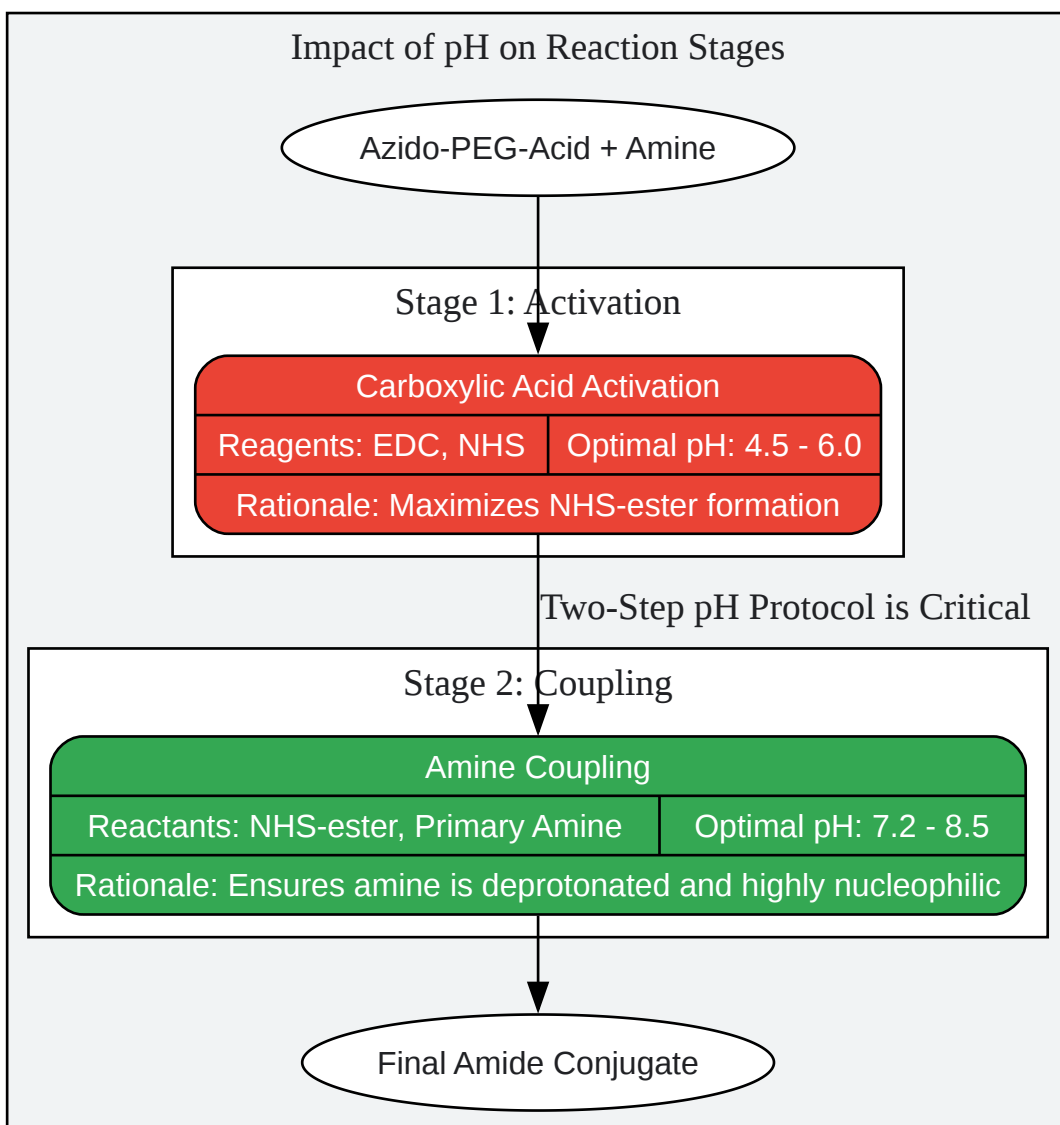 Impact of pH on Reaction Stages
Azido-PEG-Acid + Amine
Stage 1: Activation
Carboxylic Acid Activation
Reagents: EDC, NHS
Optimal pH: 4.5 - 6.0
Rationale: Maximizes NHS-ester formation
Two-Step pH Protocol is Critical
Stage 2: Coupling
Amine Coupling
Reactants: NHS-ester, Primary Amine
Optimal pH: 7.2 - 8.5
Rationale: Ensures amine is deprotonated and highly nucleophilic
Final Amide Conjugate